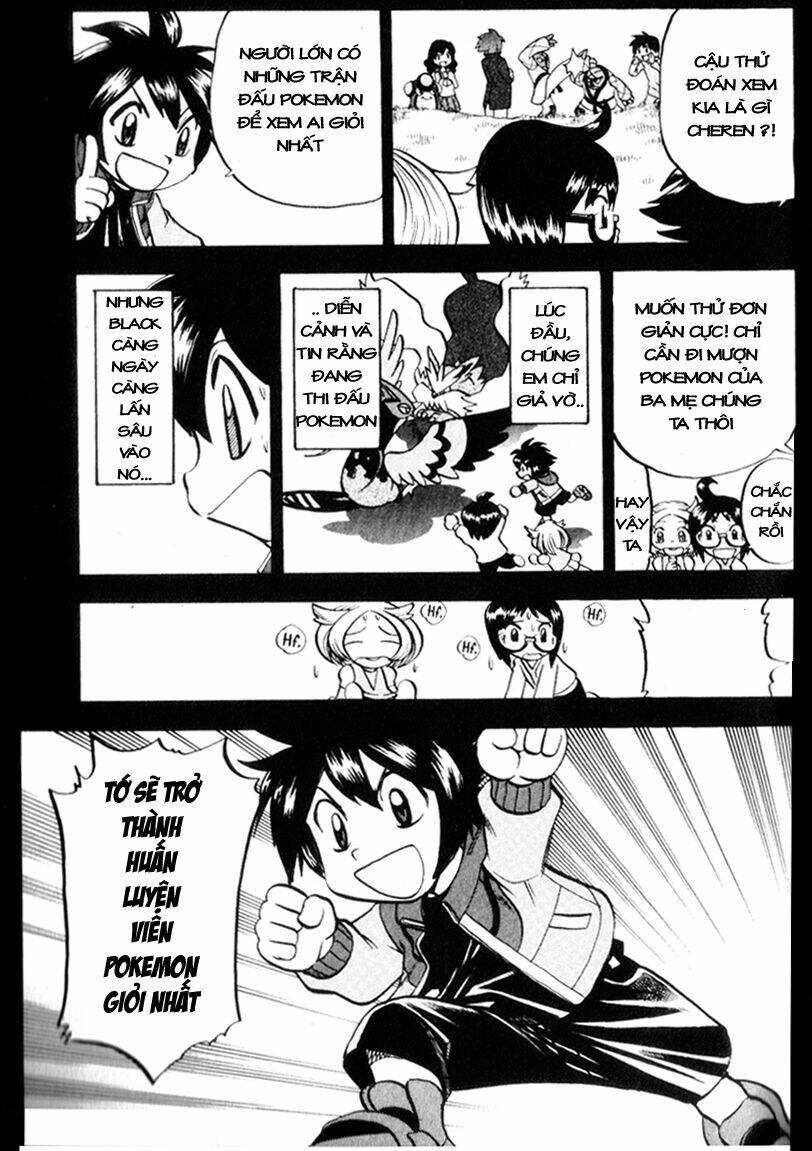 CẬU THỬ
ĐOÁN XEM
KIA LÀ GÌ
CHEREN ?!
NGƯỜI LỚN CÓ
NHỮNG TRẬN
ĐẤU POKEMON
ĐỂ XEM AI GIỎI
NHẤT
MUỐN THỬ ĐƠN
GIẢN CỰC! CHỈ
CẦN ĐI MƯỢN
POKEMON CỦA
BA MẸ CHÚNG
TA THÔI
CHẮC
CHẮN
RỒI
HAY
VẬY
TA
LÚC
ĐẦU,
CHÚNG
EM CHỈ
GIẢ VỜ..
.. DIỄN
CẢNH VÀ
TIN RẰNG
ĐANG
THI ĐẤU
POKEMON
NHƯNG
BLACK
CÀNG
NGÀY
CÀNG
LẤN
SÂU
VÀO
NÓ...
Hf.
Hf.
Hf.
TỚ SẼ TRỞ
THÀNH
HUẤN
LUYỆN
VIÊN
POKEMON
GIỎI NHẤT